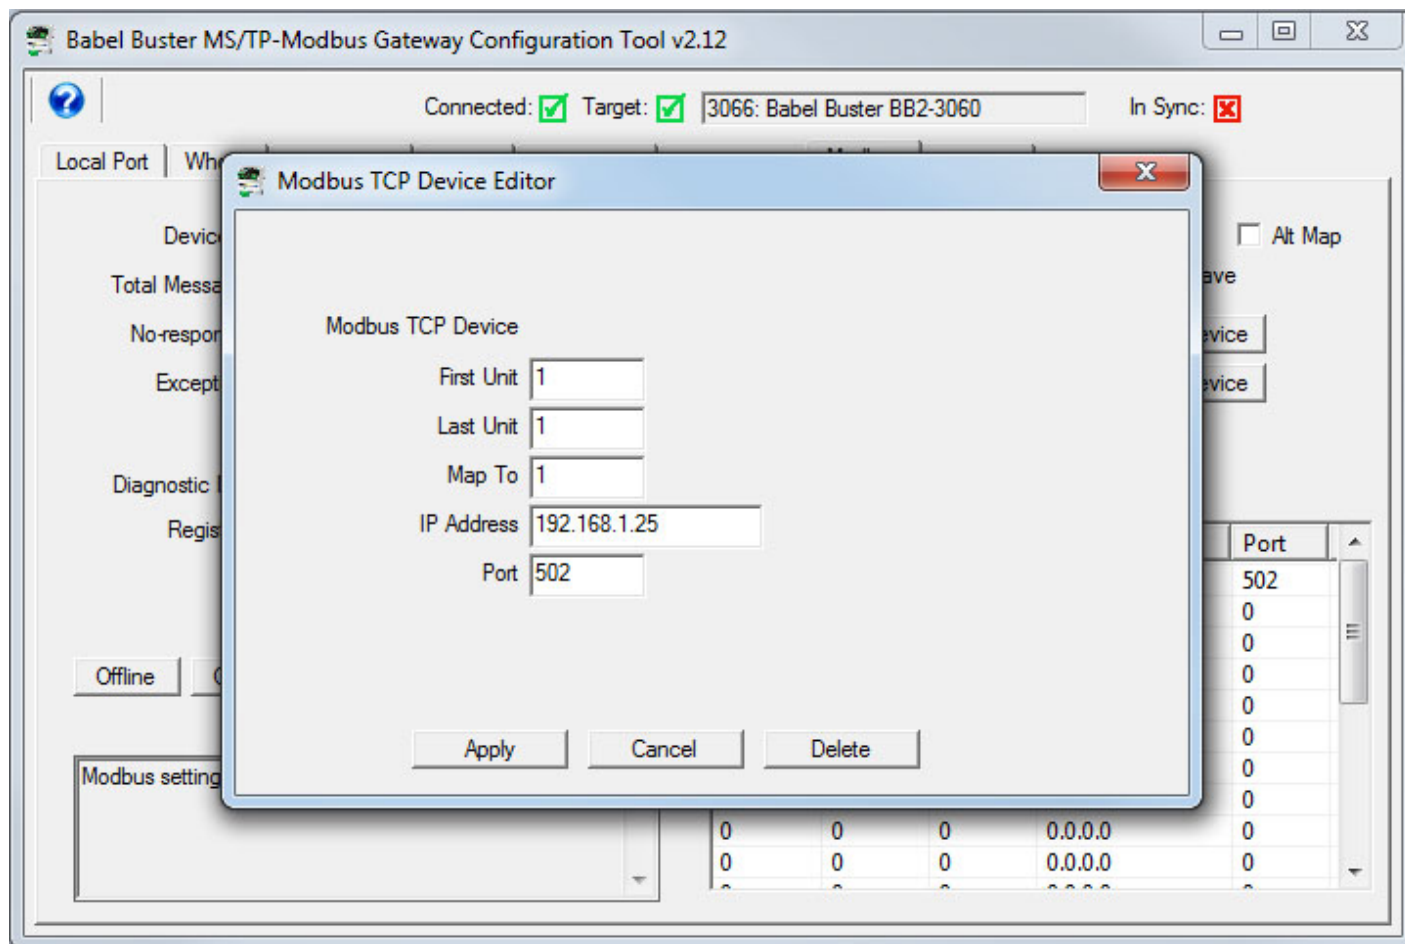 Babel Buster MS/TP-Modbus Gateway Configuration Tool v2.12
Connected: Target: 3066: Babel Buster BB2-3060 In Sync:
Local Port
Modbus TCP Device Editor
Alt Map
Modbus TCP Device
First Unit 1
Last Unit 1
Map To 1
IP Address 192.168.1.25
Port 502
Port
502
0
0
0
0
0
0
0
Offline
Apply Cancel Delete
Modbus setting
0 0 0 0.0.0.0 0
0 0 0 0.0.0.0 0